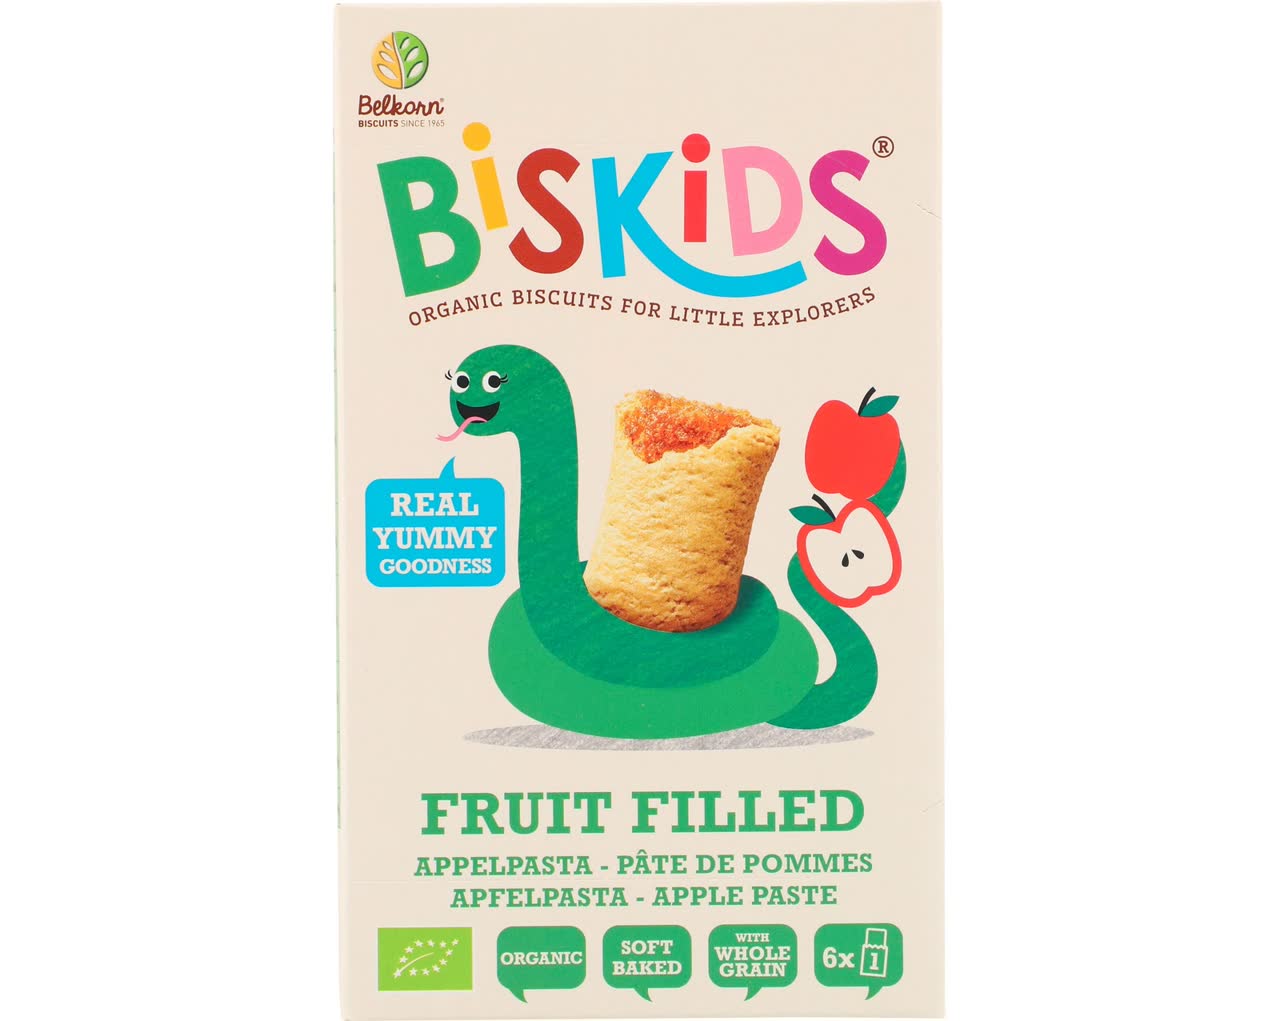 Belkorn®
BISCUITS SINCE 1965
BiSKiDS®
ORGANIC BISCUITS FOR LITTLE EXPLORERS
REAL
YUMMY
GOODNESS
FRUIT FILLED
APPELPASTA - PÂTE DE POMMES
APFELPASTA - APPLE PASTE
ORGANIC
SOFT
BAKED
WITH
WHOLE
GRAIN
6x 1